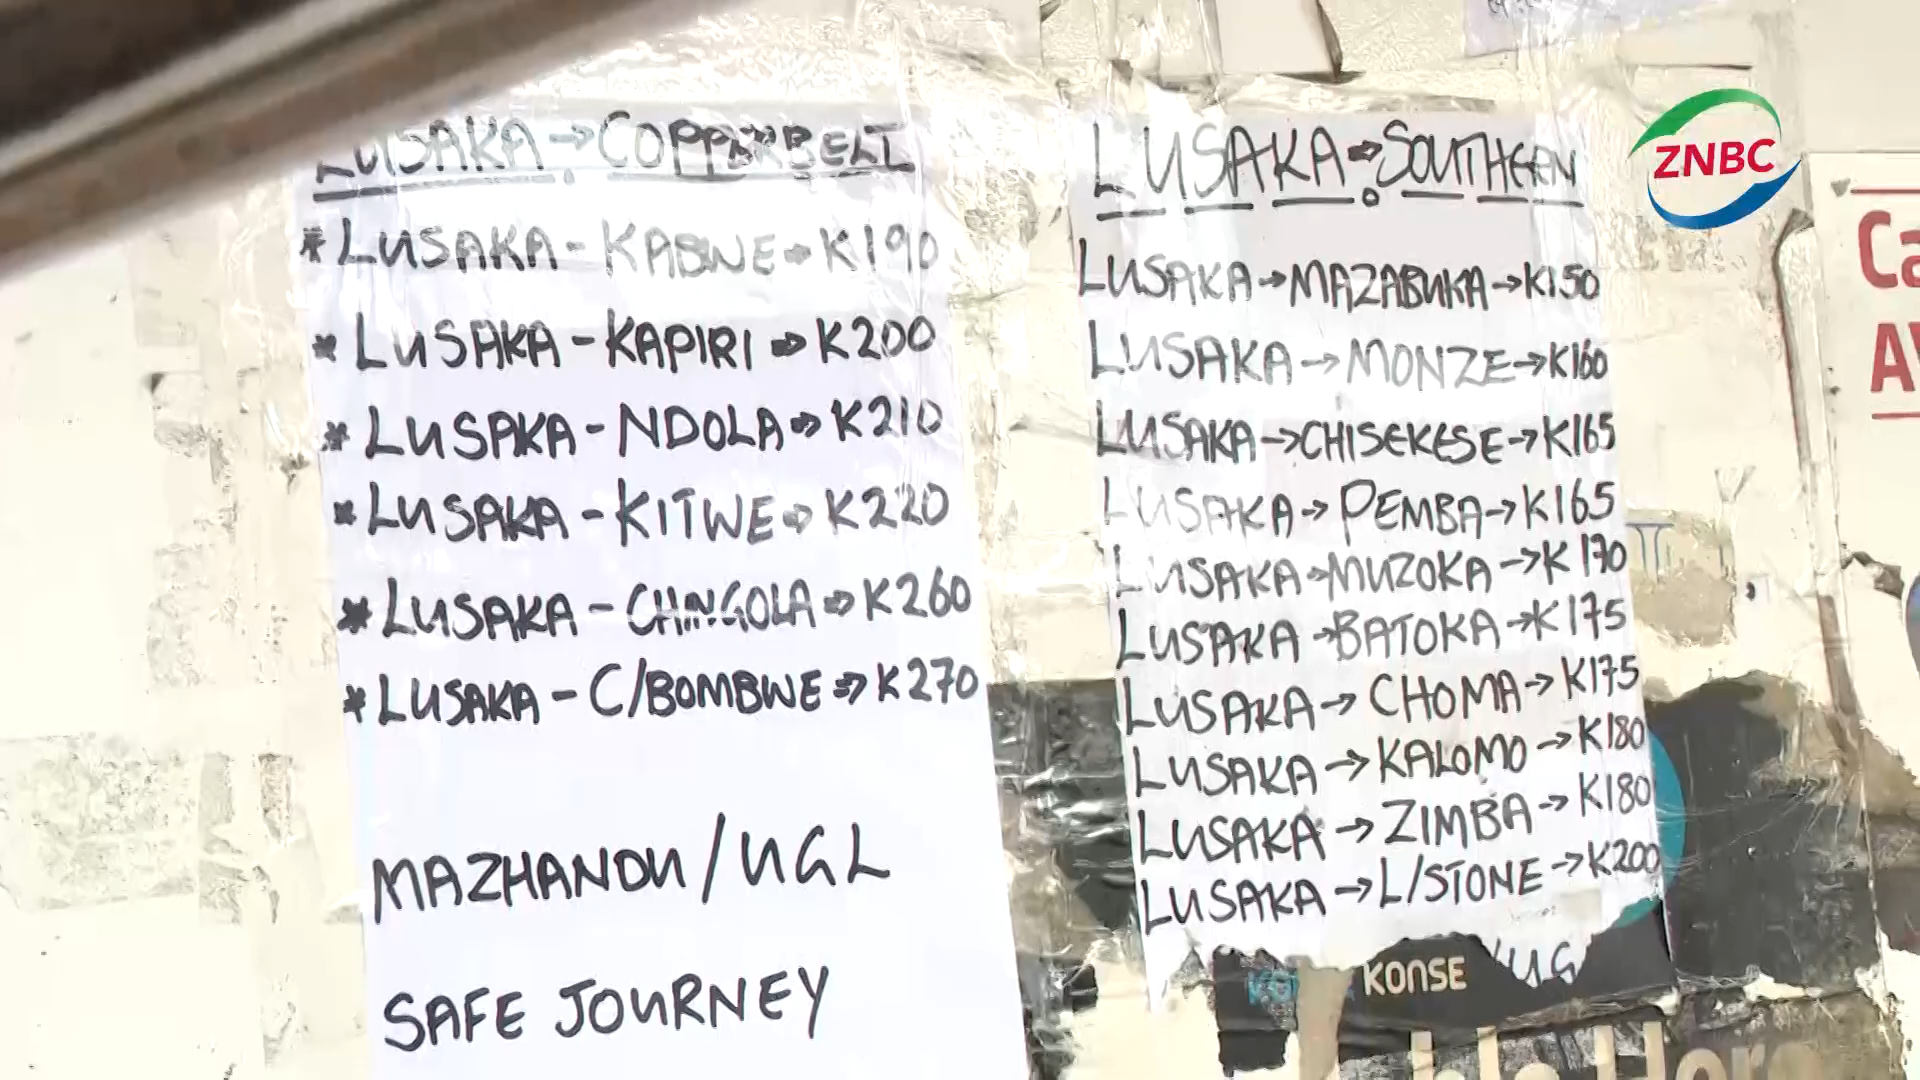 LUSAKA → COPPERBELT
* LUSAKA - KABWE → K190
* LUSAKA - KAPIRI → K200
* LUSAKA - NDOLA → K210
* LUSAKA - KITWE → K220
* LUSAKA - CHINGOLA → K260
* LUSAKA - C/BOMBWE → K270
MAZHANDU/UGL
SAFE JOURNEY
LUSAKA → SOUTHERN
LUSAKA → MAZABUKA → K150
LUSAKA → MONZE → K160
LUSAKA → CHISEKESE → K165
LUSAKA → PEMBA → K165
LUSAKA → MUZOKA → K170
LUSAKA → BATOKA → K175
LUSAKA → CHOMA → K175
LUSAKA → KALOMO → K180
LUSAKA → ZIMBA → K180
LUSAKA → L/STONE → K200
KONSE
ZNBC